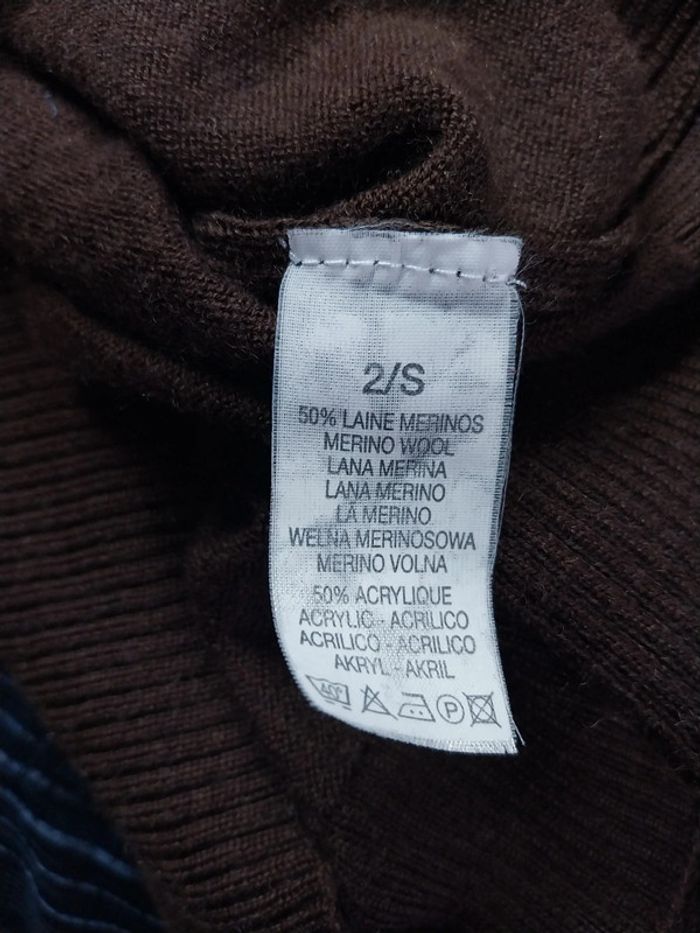 2/S
50% LAINE MERINOS
MERINO WOOL
LANA MERINA
LANA MERINO
LÃ MERINO
WEŁNA MERINOSOWA
MERINO VOLNA
50% ACRYLIQUE
ACRYLIC - ACRILICO
ACRILICO - ACRILICO
AKRYL - AKRIL
40°
P